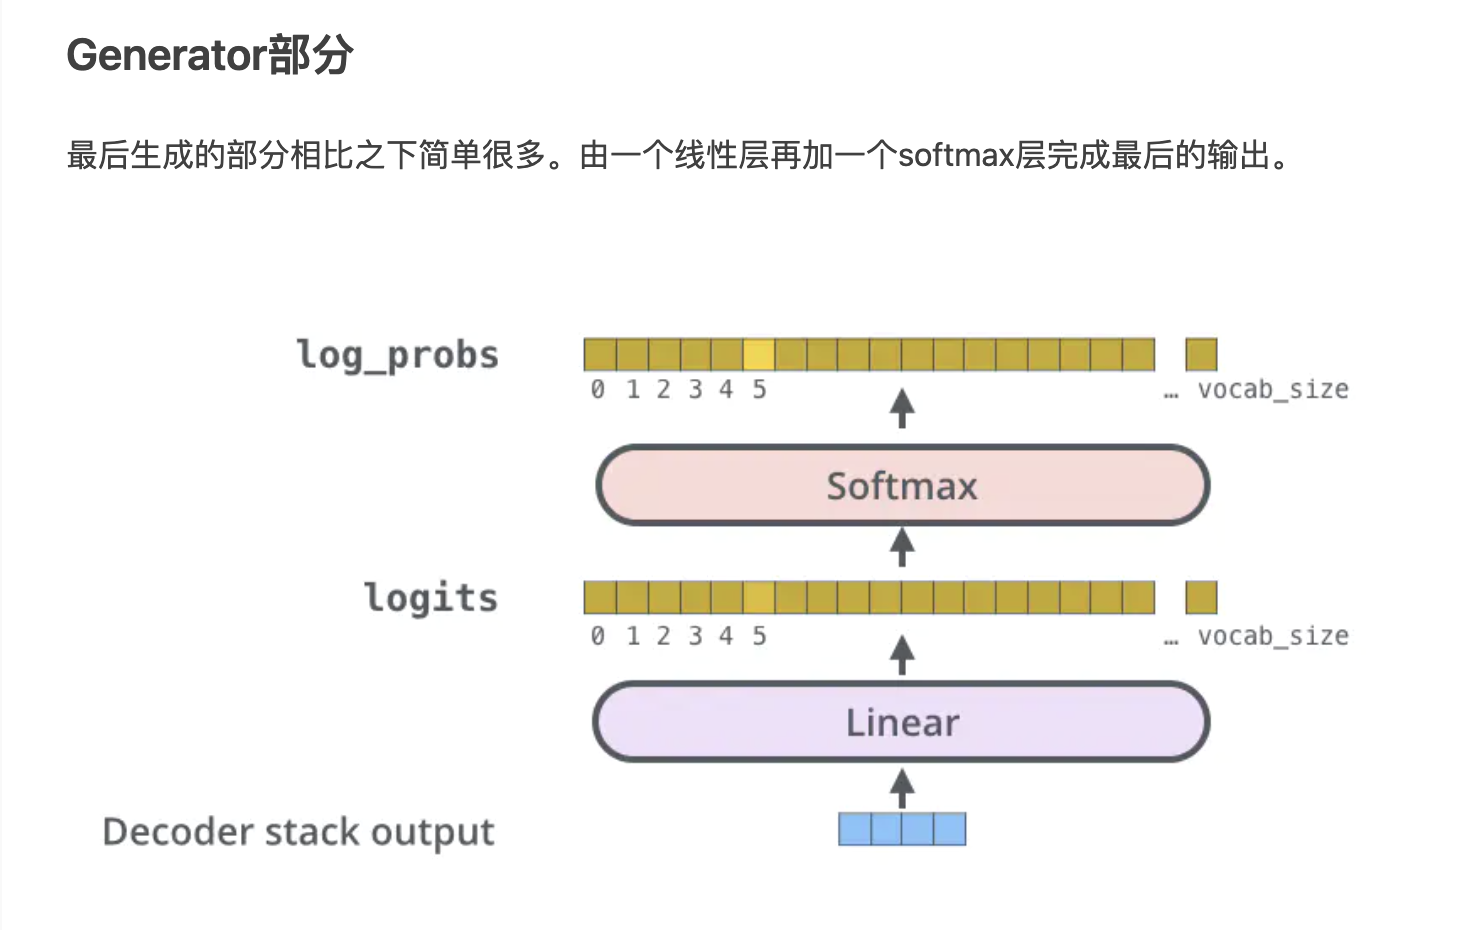 Generator部分
最后生成的部分相比之下简单很多。由一个线性层再加一个softmax层完成最后的输出。
log_probs
0 1 2 3 4 5 … vocab_size
Softmax
logits
0 1 2 3 4 5 … vocab_size
Linear
Decoder stack output